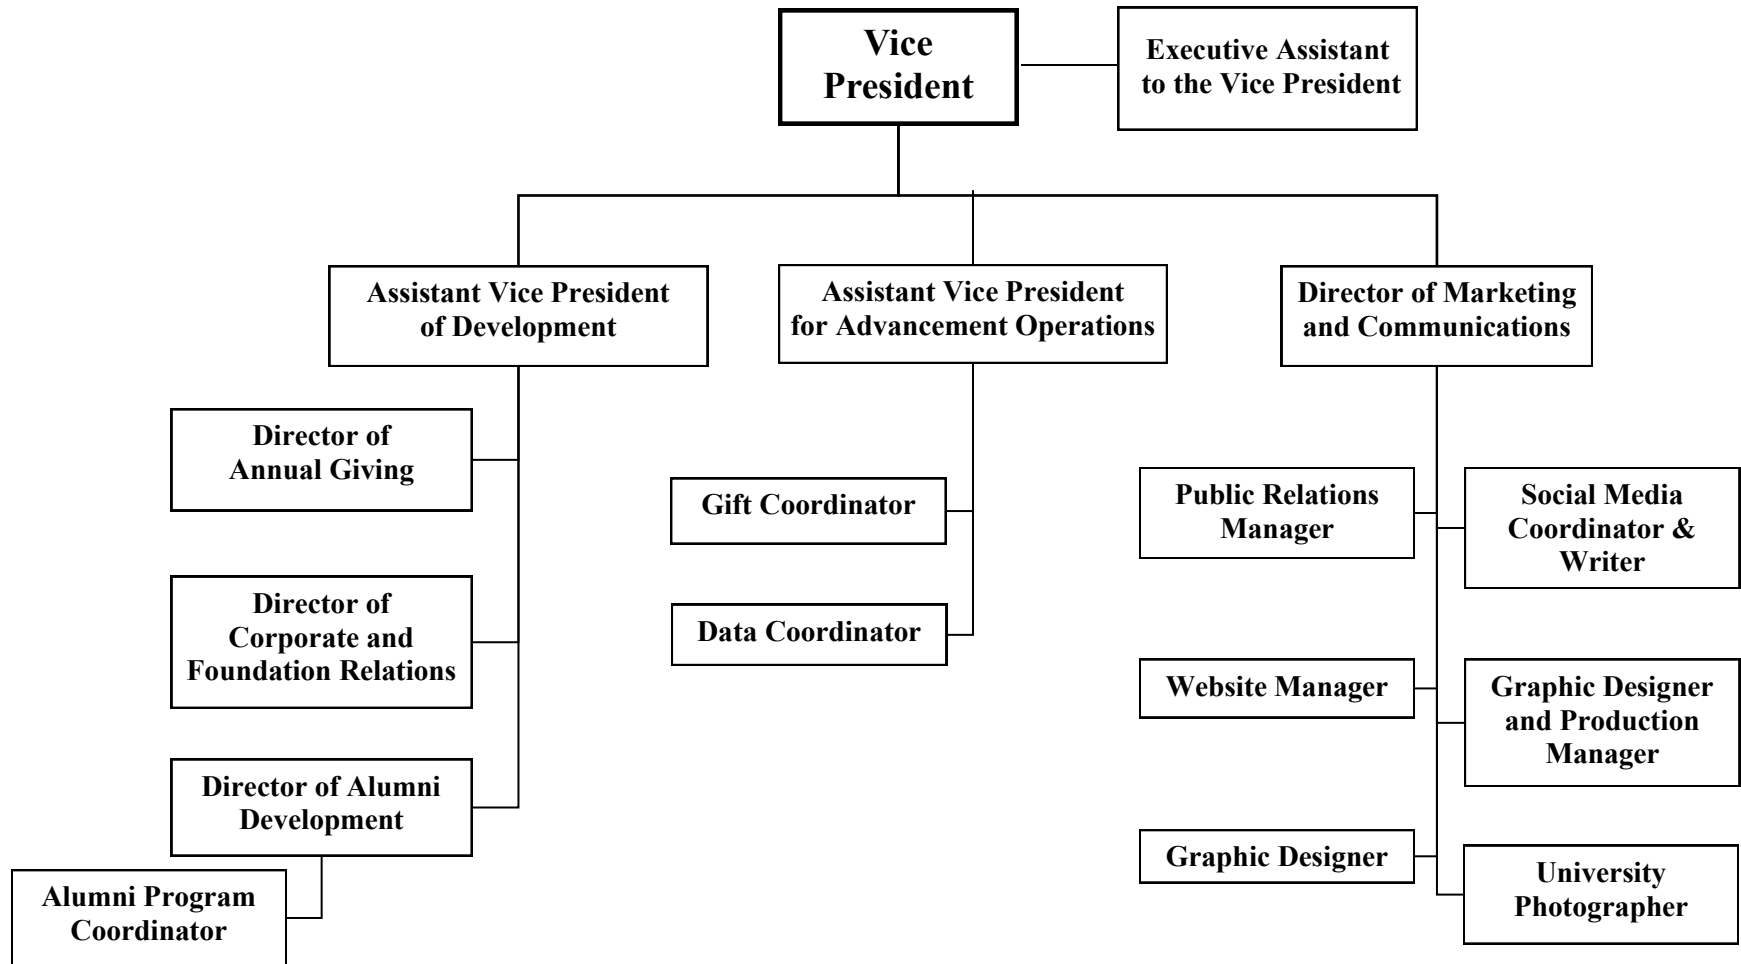 Vice
President
Executive Assistant
to the Vice President
Assistant Vice President
of Development
Assistant Vice President
for Advancement Operations
Director of Marketing
and Communications
Director of
Annual Giving
Gift Coordinator
Public Relations
Manager
Social Media
Coordinator &
Writer
Director of
Corporate and
Foundation Relations
Data Coordinator
Website Manager
Graphic Designer
and Production
Manager
Director of Alumni
Development
Graphic Designer
University
Photographer
Alumni Program
Coordinator